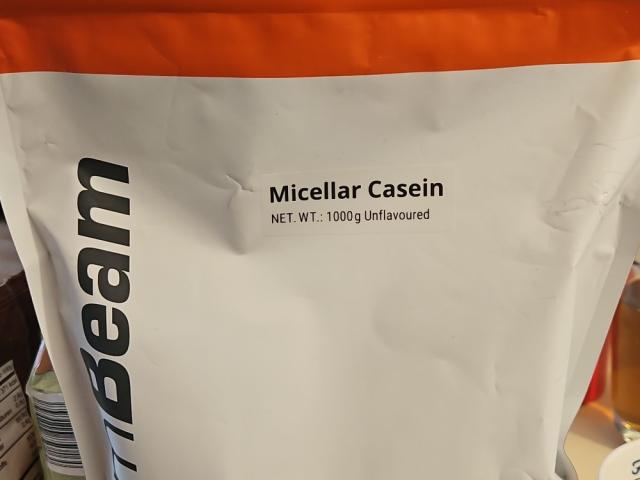 Micellar Casein
NET. WT.: 1000g Unflavoured
Beam